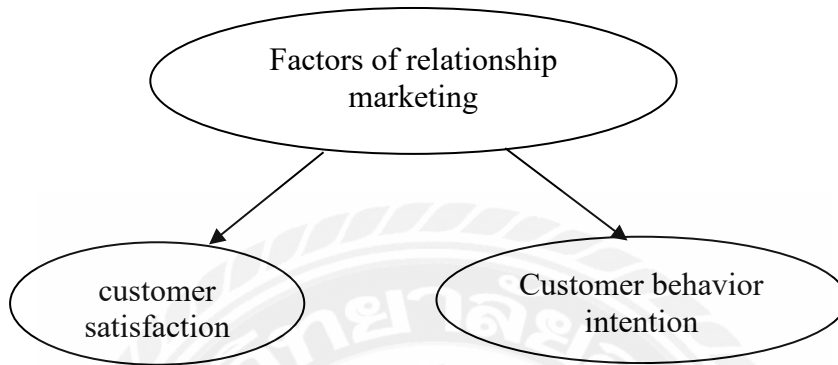 Factors of relationship
marketing
customer
satisfaction
Customer behavior
intention